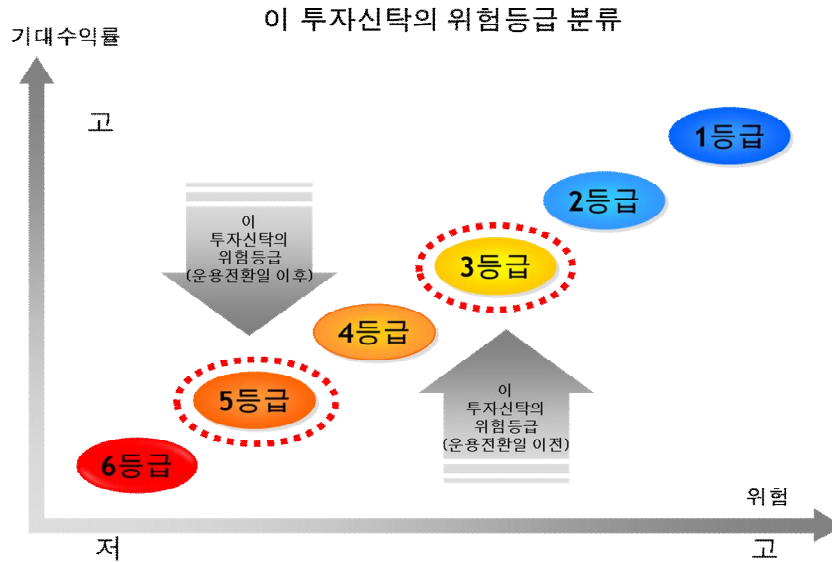 이 투자신탁의 위험등급 분류
기대수익률
고
1등급
2등급
이
투자신탁의
위험등급
(운용전환일 이후)
3등급
4등급
5등급
이
투자신탁의
위험등급
(운용전환일 이전)
6등급
위험
저
고